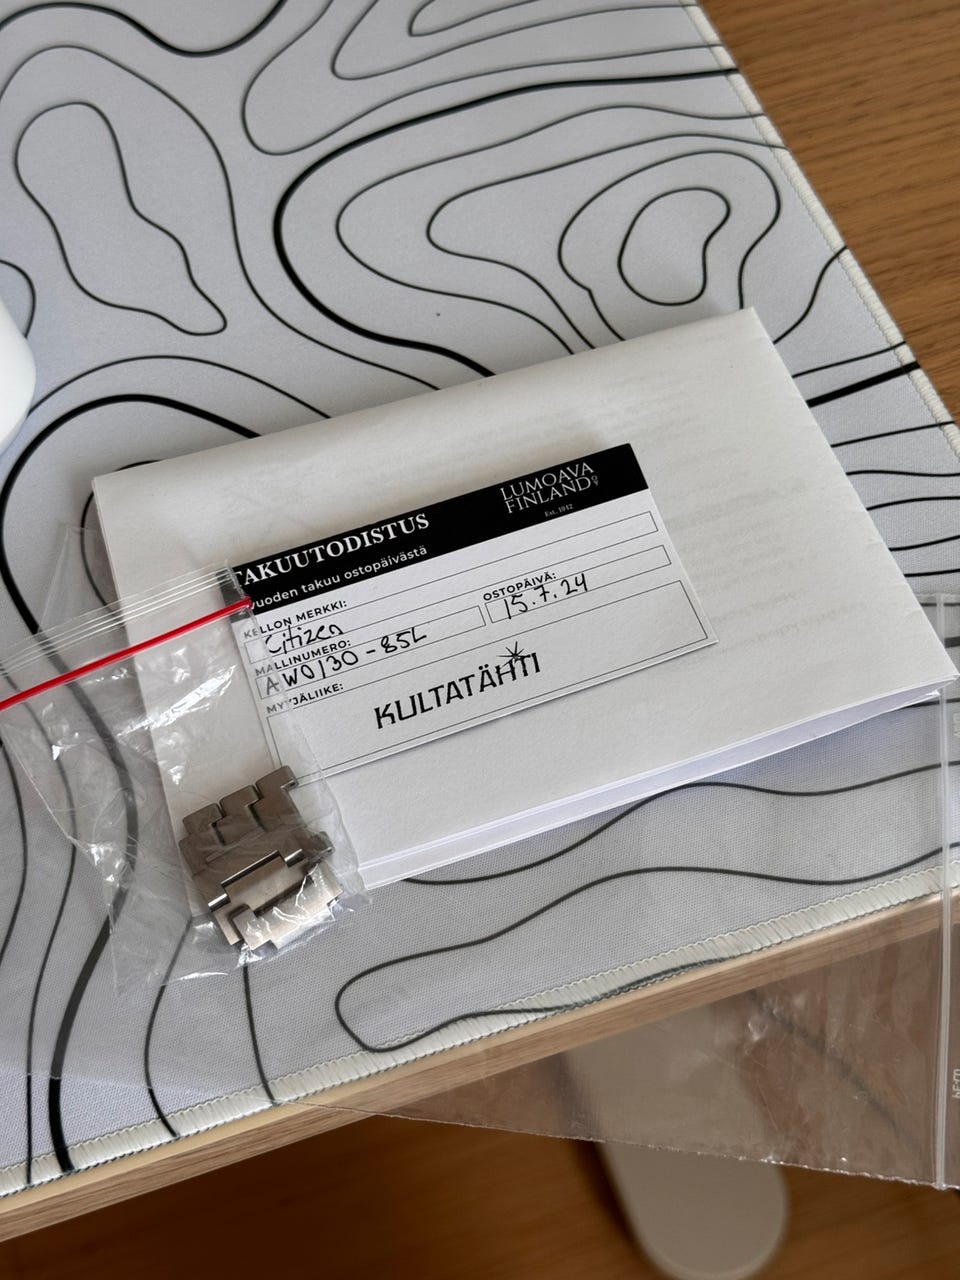 TAKUUTODISTUS
LUMOAVA
FINLAND
Est. 1942
vuoden takuu ostopäivästä
KELLON MERKKI:
Citizen
OSTOPÄIVÄ:
15.7.24
MALLINUMERO:
AW0130-85L
MYYJÄLIIKE:
KULTATÄHTI